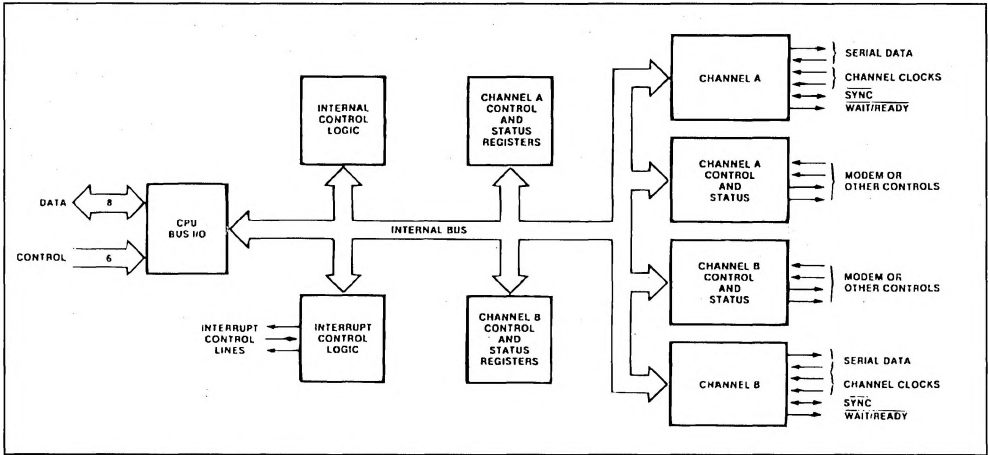 DATA
8
CPU
BUS I/O
CONTROL
6
INTERNAL
CONTROL
LOGIC
CHANNEL A
CONTROL
AND
STATUS
REGISTERS
INTERNAL BUS
INTERRUPT
CONTROL
LINES
INTERRUPT
CONTROL
LOGIC
CHANNEL B
CONTROL
AND
STATUS
REGISTERS
CHANNEL A
SERIAL DATA
CHANNEL CLOCKS
SYNC
WAIT/READY
CHANNEL A
CONTROL
AND
STATUS
MODEM OR
OTHER CONTROLS
CHANNEL B
CONTROL
AND
STATUS
MODEM OR
OTHER CONTROLS
CHANNEL B
SERIAL DATA
CHANNEL CLOCKS
SYNC
WAIT/READY